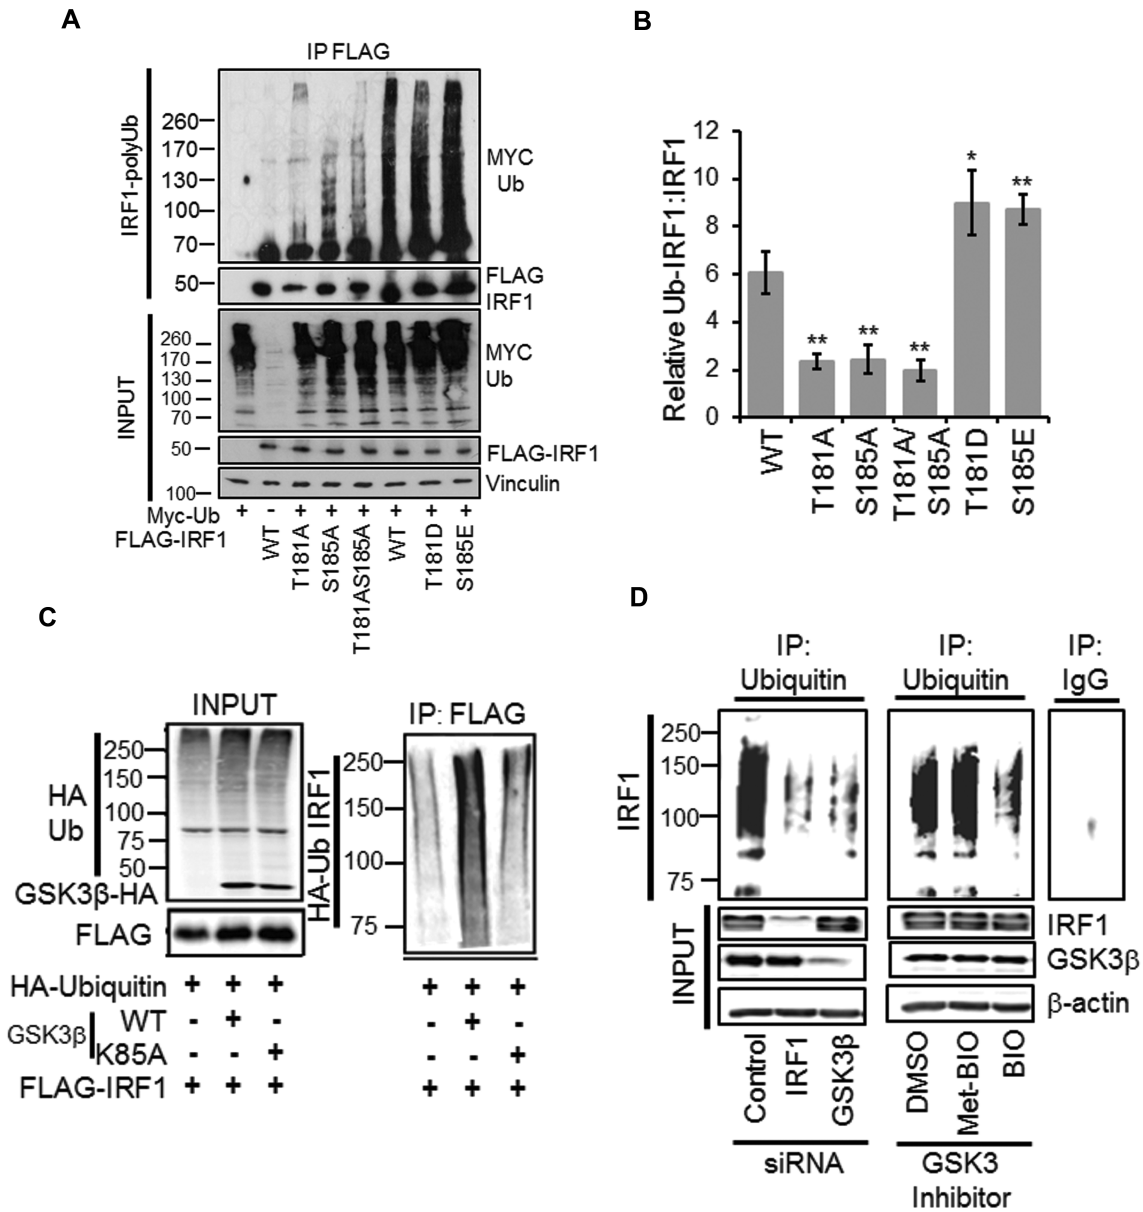 A
IP FLAG
IRF1-polyUb
260
170
130
100
70
50
MYC
Ub
FLAG
IRF1
INPUT
260
170
130
100
70
50
100
MYC
Ub
FLAG-IRF1
Vinculin
Myc-Ub + - + + + + + +
FLAG-IRF1 WT T181A S185A T181AS185A WT T181D S185E
B
Relative Ub-IRF1:IRF1
12
10
8
6
4
2
0
** ** ** * **
WT T181A S185A T181A/ S185A T181D S185E
C
INPUT
HA
Ub
250
150
100
75
50
GSK3β-HA
FLAG
IP: FLAG
HA-Ub IRF1
250
150
100
75
HA-Ubiquitin + + + + + +
GSK3β
WT - + - - + -
K85A - - + - - +
FLAG-IRF1 + + + + + +
D
IP: IP: IP:
Ubiquitin Ubiquitin IgG
IRF1
250
150
100
75
INPUT
IRF1
GSK3β
β-actin
Control IRF1 GSK3β DMSO Met-BIO BIO
siRNA GSK3
Inhibitor